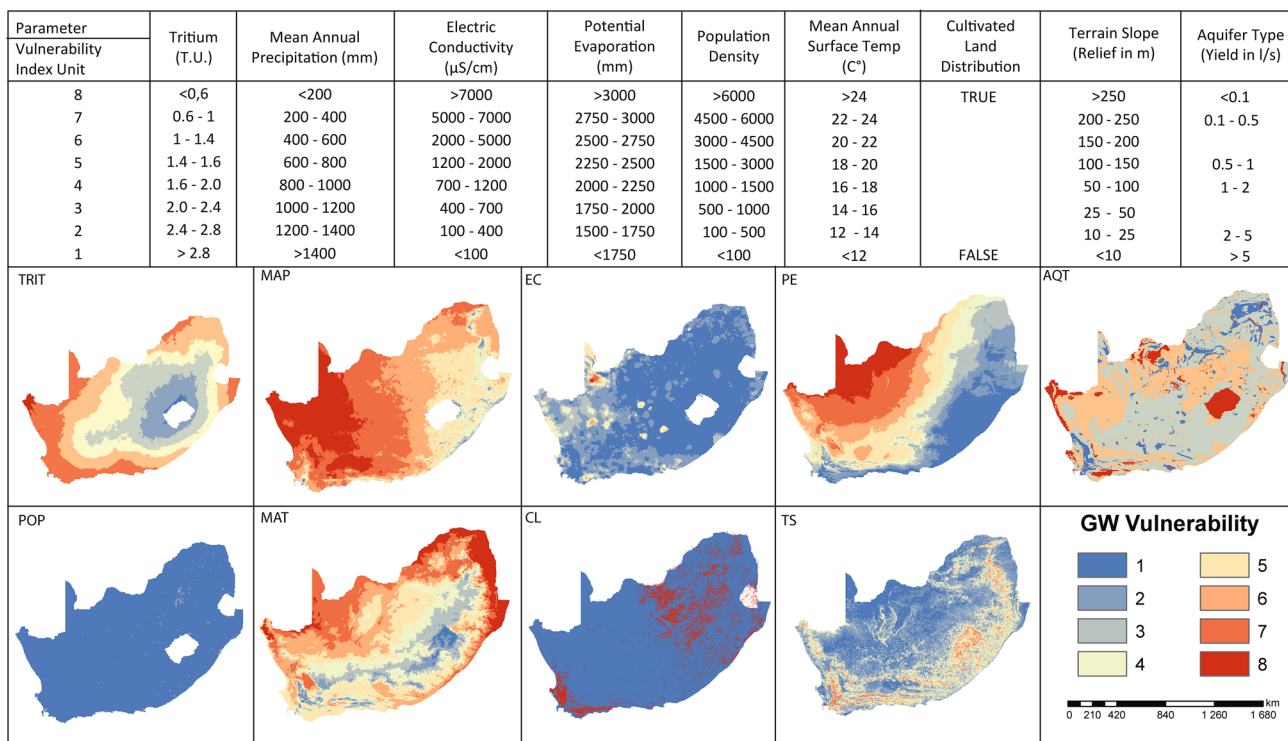 Parameter
Vulnerability
Index Unit
Tritium
(T.U.)
Mean Annual
Precipitation (mm)
Electric
Conductivity
(µS/cm)
Potential
Evaporation
(mm)
Population
Density
Mean Annual
Surface Temp
(C°)
Cultivated
Land
Distribution
Terrain Slope
(Relief in m)
Aquifer Type
(Yield in l/s)
8 <0,6 <200 >7000 >3000 >6000 >24 TRUE >250 <0.1
7 0.6 - 1 200 - 400 5000 - 7000 2750 - 3000 4500 - 6000 22 - 24 200 - 250 0.1 - 0.5
6 1 - 1.4 400 - 600 2000 - 5000 2500 - 2750 3000 - 4500 20 - 22 150 - 200
5 1.4 - 1.6 600 - 800 1200 - 2000 2250 - 2500 1500 - 3000 18 - 20 100 - 150 0.5 - 1
4 1.6 - 2.0 800 - 1000 700 - 1200 2000 - 2250 1000 - 1500 16 - 18 50 - 100 1 - 2
3 2.0 - 2.4 1000 - 1200 400 - 700 1750 - 2000 500 - 1000 14 - 16 25 - 50
2 2.4 - 2.8 1200 - 1400 100 - 400 1500 - 1750 100 - 500 12 - 14 10 - 25 2 - 5
1 > 2.8 >1400 <100 <1750 <100 <12 FALSE <10 > 5
TRIT
MAP
EC
PE
AQT
POP
MAT
CL
TS
GW Vulnerability
1 5
2 6
3 7
4 8
km
0 210 420 840 1 260 1 680